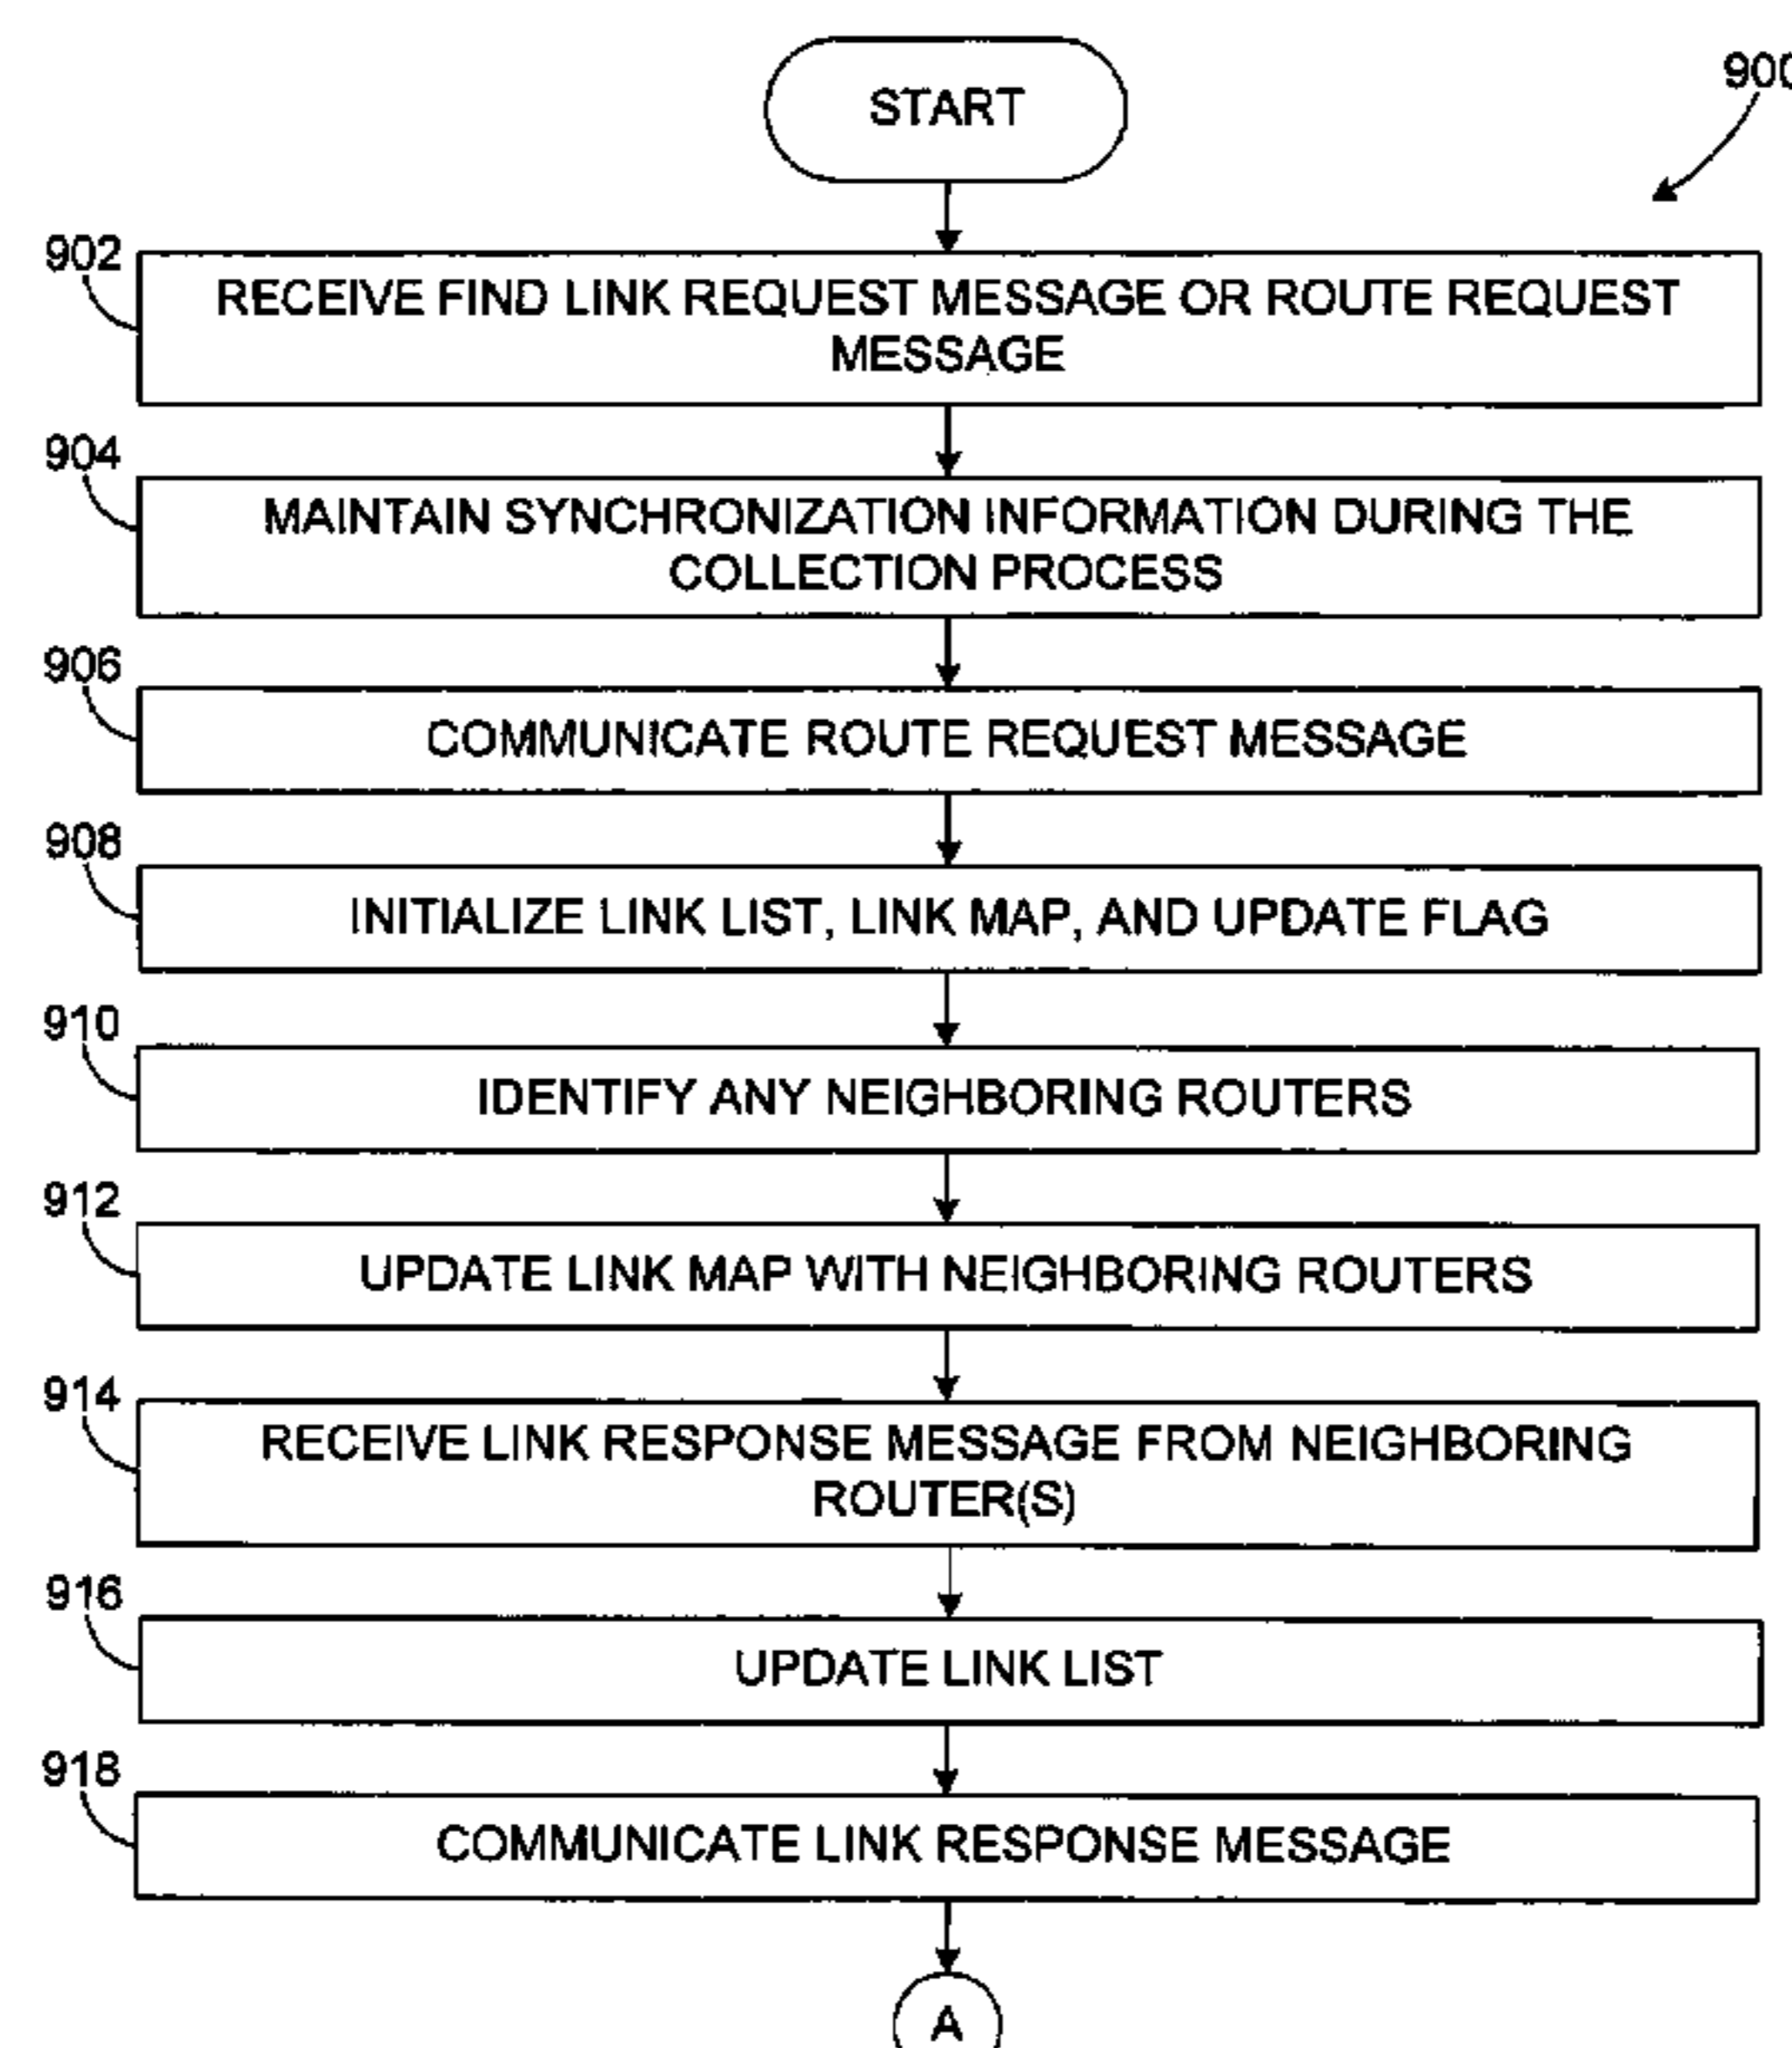 START
900
902
RECEIVE FIND LINK REQUEST MESSAGE OR ROUTE REQUEST
MESSAGE
904
MAINTAIN SYNCHRONIZATION INFORMATION DURING THE
COLLECTION PROCESS
906
COMMUNICATE ROUTE REQUEST MESSAGE
908
INITIALIZE LINK LIST, LINK MAP, AND UPDATE FLAG
910
IDENTIFY ANY NEIGHBORING ROUTERS
912
UPDATE LINK MAP WITH NEIGHBORING ROUTERS
914
RECEIVE LINK RESPONSE MESSAGE FROM NEIGHBORING
ROUTER(S)
916
UPDATE LINK LIST
918
COMMUNICATE LINK RESPONSE MESSAGE
A